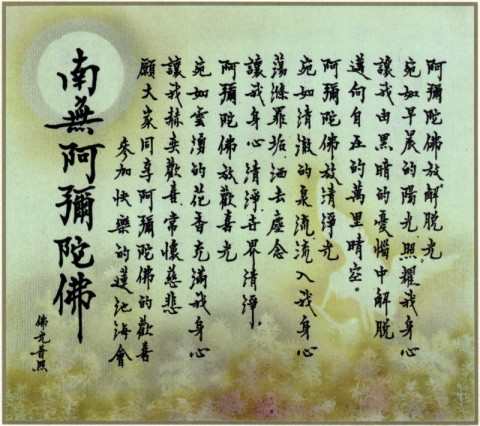 阿彌陀佛放解脫光
宛如早晨的陽光．照耀我身心
讓我由黑暗的憂惱中解脫
邁向自在的萬里晴空。
阿彌陀佛放清淨光
宛如清澈的泉流．流入我身心
蕩滌罪垢．洒去塵念
讓我身心清淨．世界清淨。
阿彌陀佛放歡喜光
宛如雲湧的花香充滿我身心
讓我赫奕歡喜常懷慈悲
願大家同享阿彌陀佛的歡喜
參加快樂的蓮池海會
南無阿彌陀佛
佛光普照